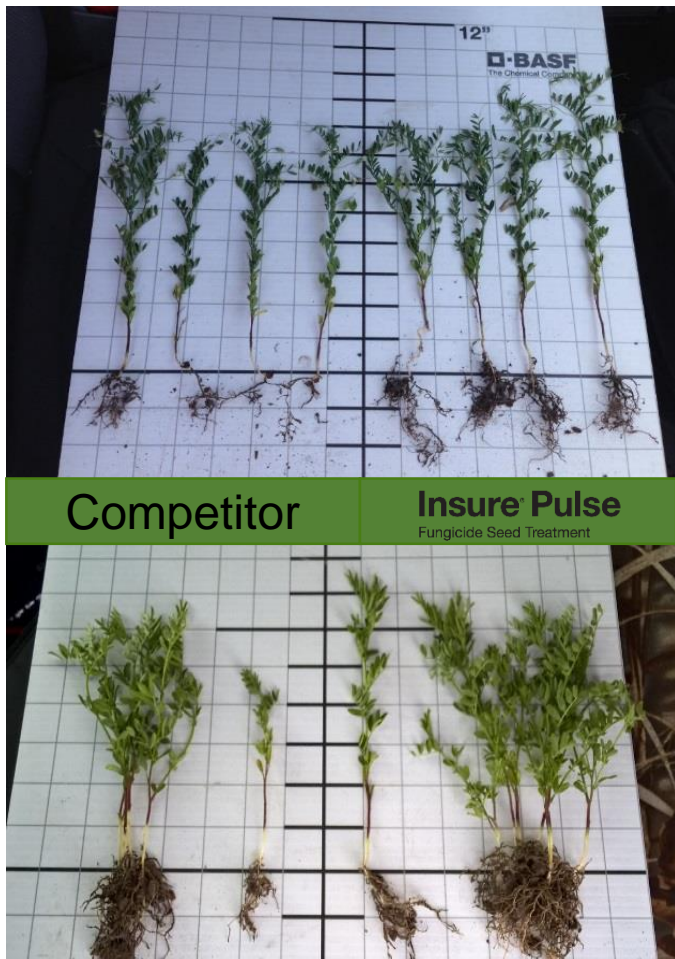 12"
BASF
The Chemical Company
Competitor
Insure® Pulse
Fungicide Seed Treatment